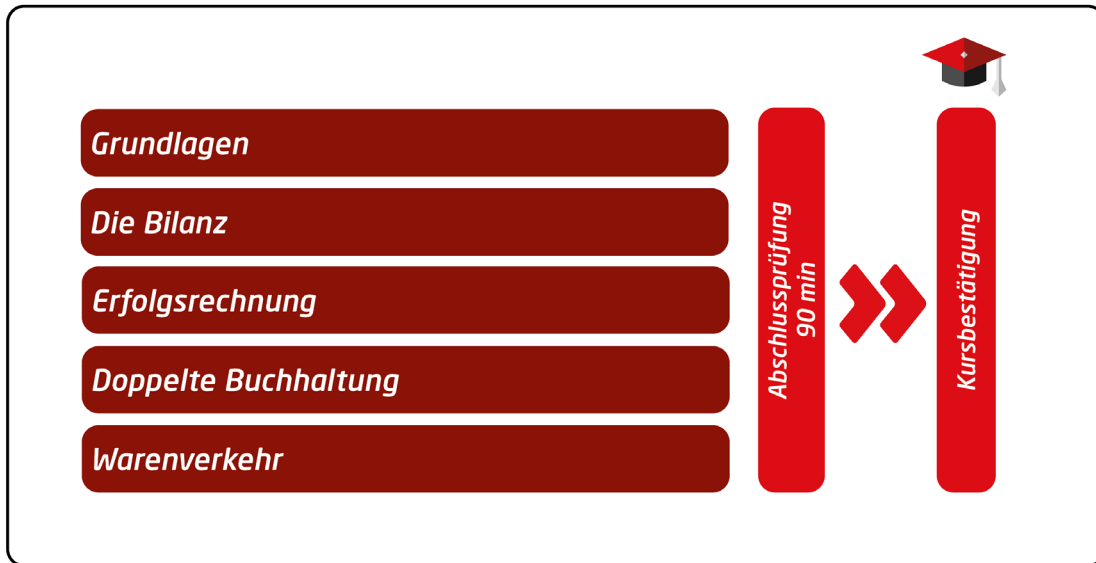 Grundlagen
Die Bilanz
Erfolgsrechnung
Doppelte Buchhaltung
Warenverkehr
Abschlussprüfung
90 min
Kursbestätigung